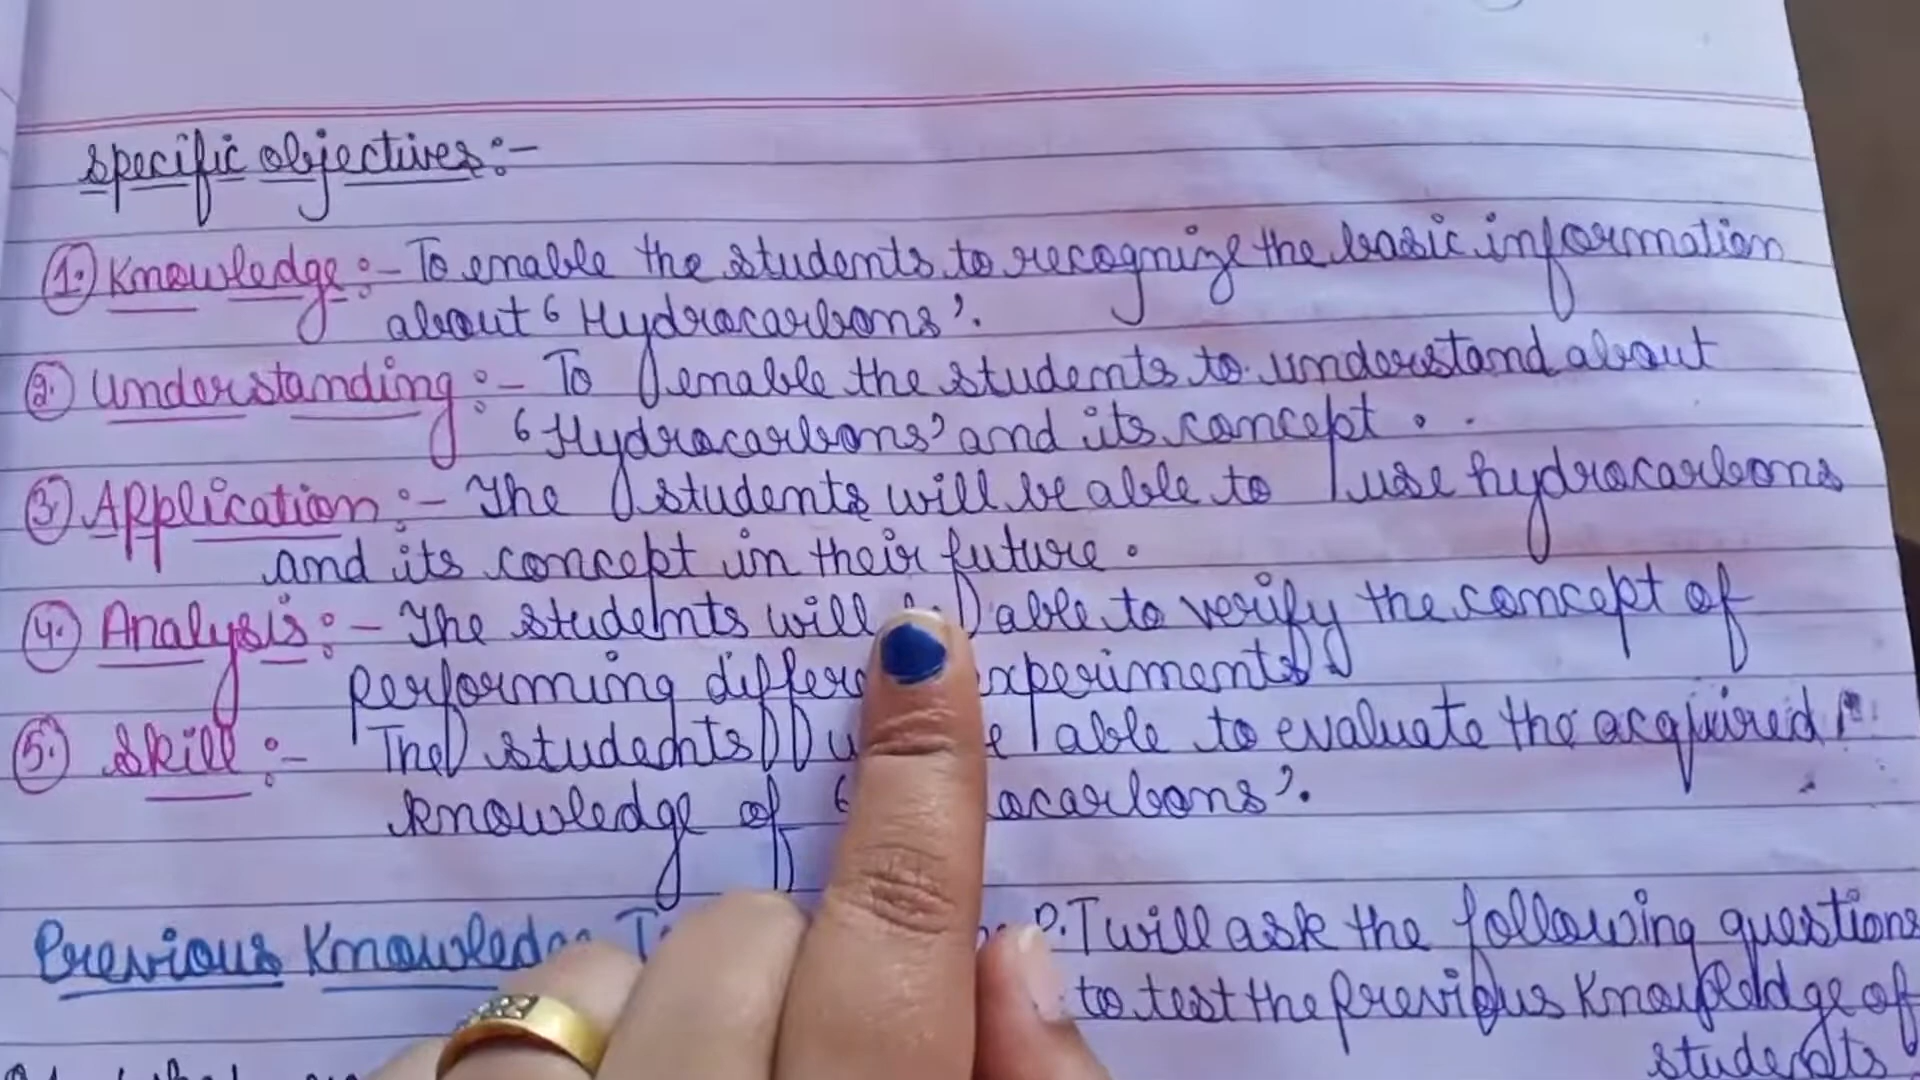 Specific objectives:-
1. Knowledge:- To enable the students to recognize the basic information
about 'Hydrocarbons'.
2. Understanding:- To enable the students to understand about
'Hydrocarbons' and its concept.
3. Application:- The students will be able to use hydrocarbons
and its concept in their future.
4. Analysis:- The students will able to verify the concept of
performing experiments.
5. Skill:- The students able to evaluate the acquired
knowledge of
Previous P.T will ask the following questions
to test the previous Knowledge of
students